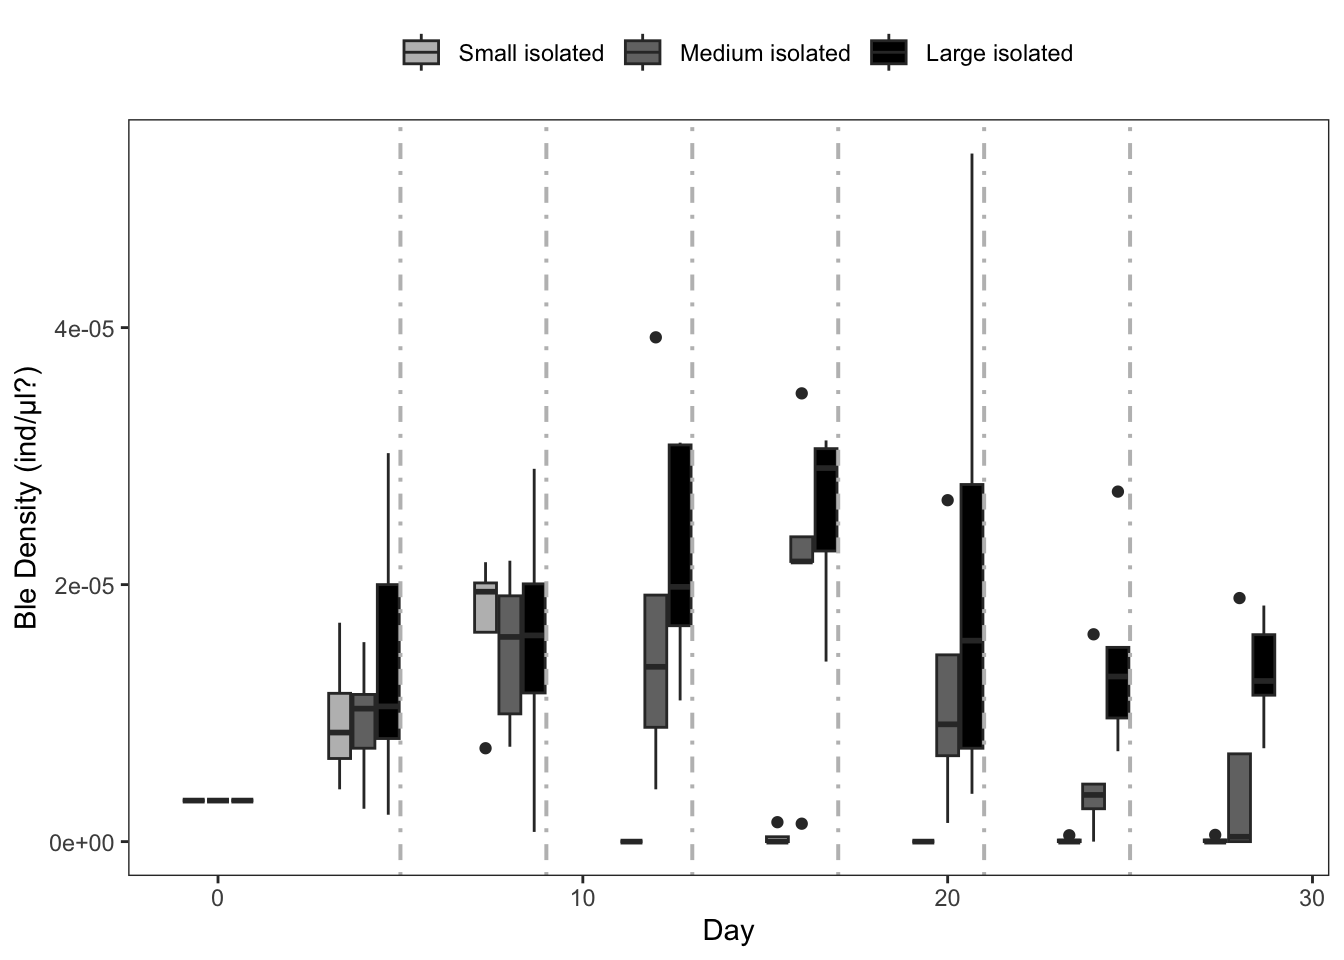 Small isolated Medium isolated Large isolated
Ble Density (ind/μl?)
4e-05
2e-05
0e+00
0 10 20 30
Day